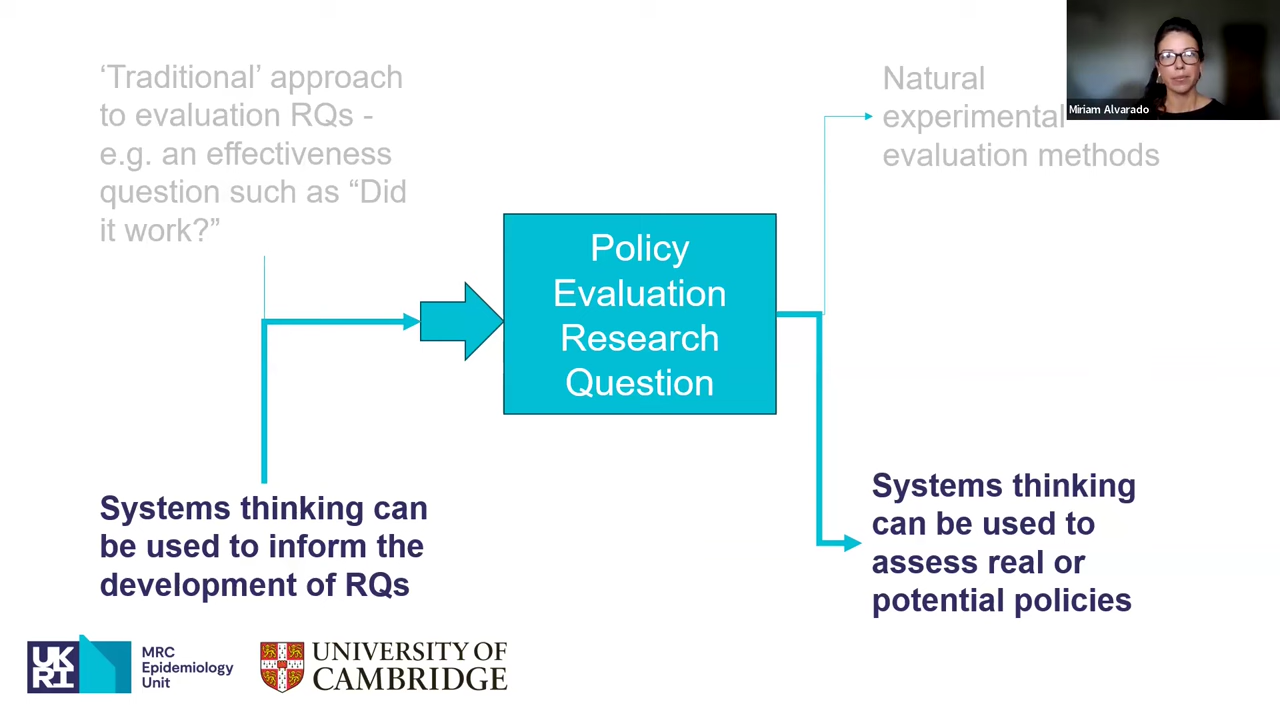 ‘Traditional’ approach
to evaluation RQs -
e.g. an effectiveness
question such as “Did
it work?”
Natural
experimental
evaluation methods
Miriam Alvarado
Policy
Evaluation
Research
Question
Systems thinking can
be used to inform the
development of RQs
Systems thinking
can be used to
assess real or
potential policies
UKRI
MRC
Epidemiology
Unit
UNIVERSITY OF
CAMBRIDGE